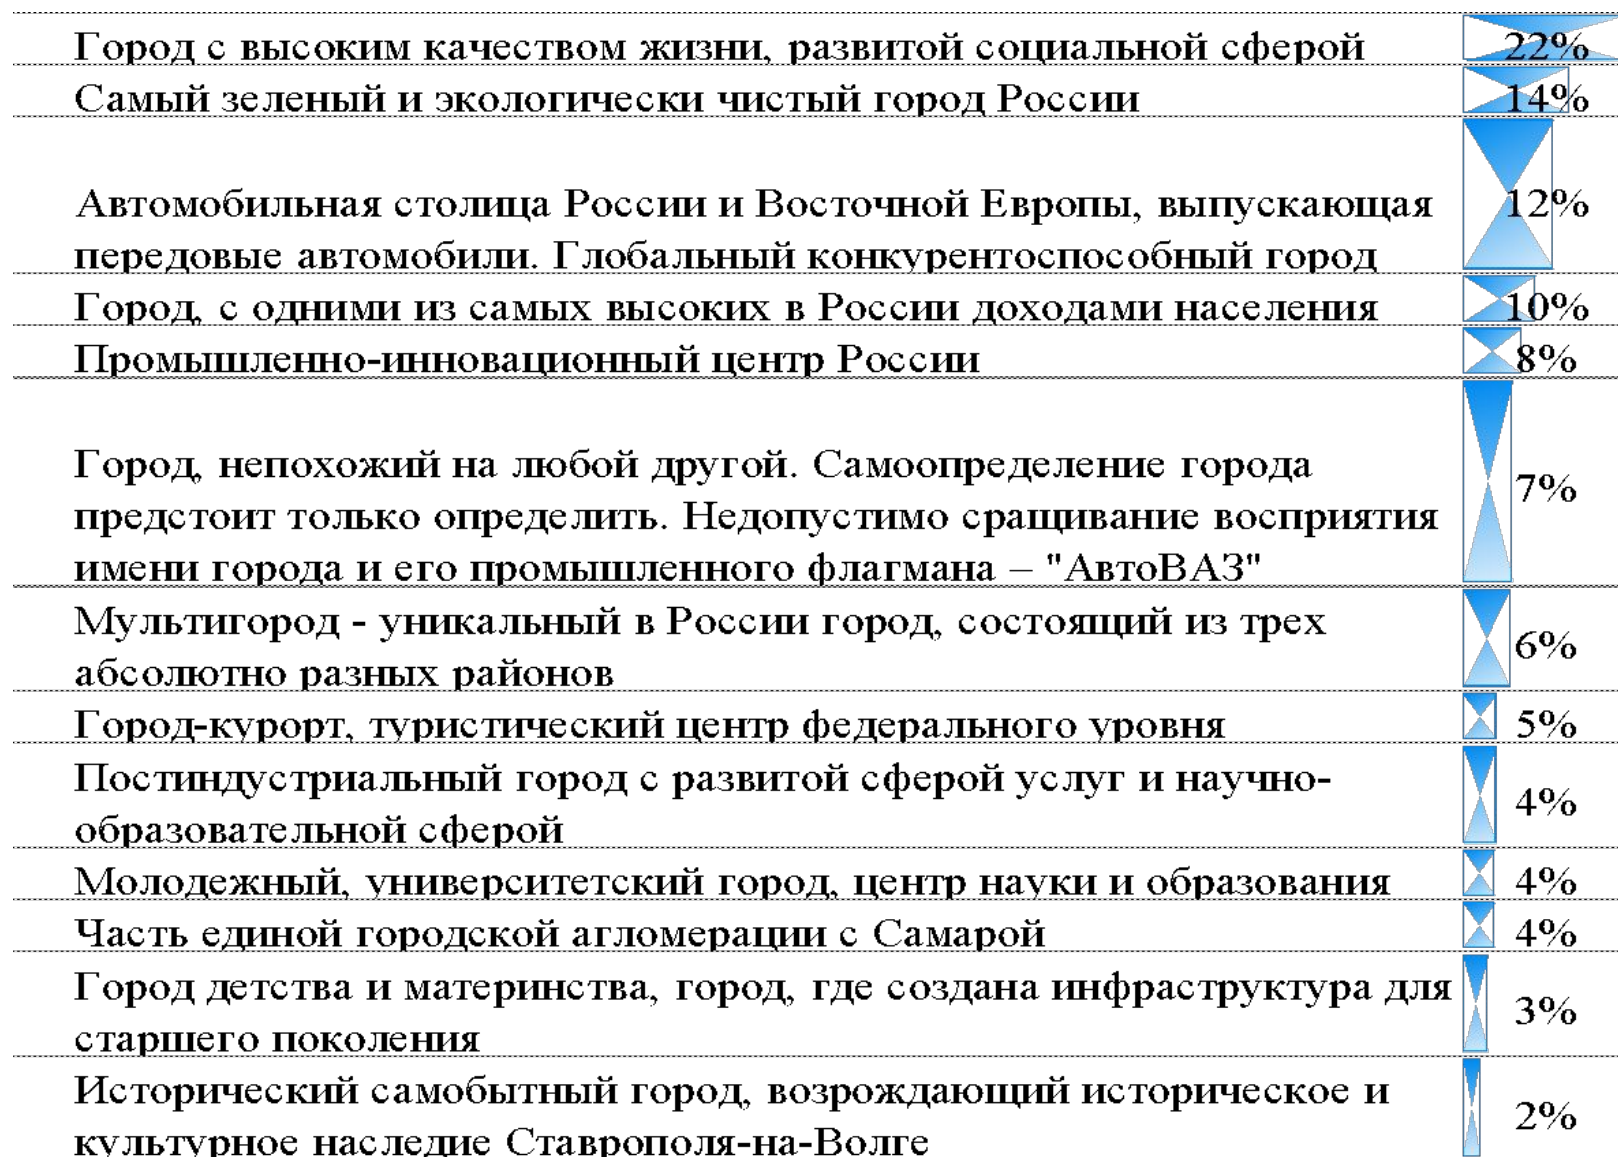 Город с высоким качеством жизни, развитой социальной сферой 22%
Самый зеленый и экологически чистый город России 14%
Автомобильная столица России и Восточной Европы, выпускающая
передовые автомобили. Глобальный конкурентоспособный город
12%
Город, с одними из самых высоких в России доходами населения 10%
Промышленно-инновационный центр России 8%
Город, непохожий на любой другой. Самоопределение города
предстоит только определить. Недопустимо сращивание восприятия
имени города и его промышленного флагмана – "АвтоВАЗ"
7%
Мультигород - уникальный в России город, состоящий из трех
абсолютно разных районов
6%
Город-курорт, туристический центр федерального уровня 5%
Постиндустриальный город с развитой сферой услуг и научно-
образовательной сферой
4%
Молодежный, университетский город, центр науки и образования 4%
Часть единой городской агломерации с Самарой 4%
Город детства и материнства, город, где создана инфраструктура для
старшего поколения
3%
Исторический самобытный город, возрождающий историческое и
культурное наследие Ставрополя-на-Волге
2%